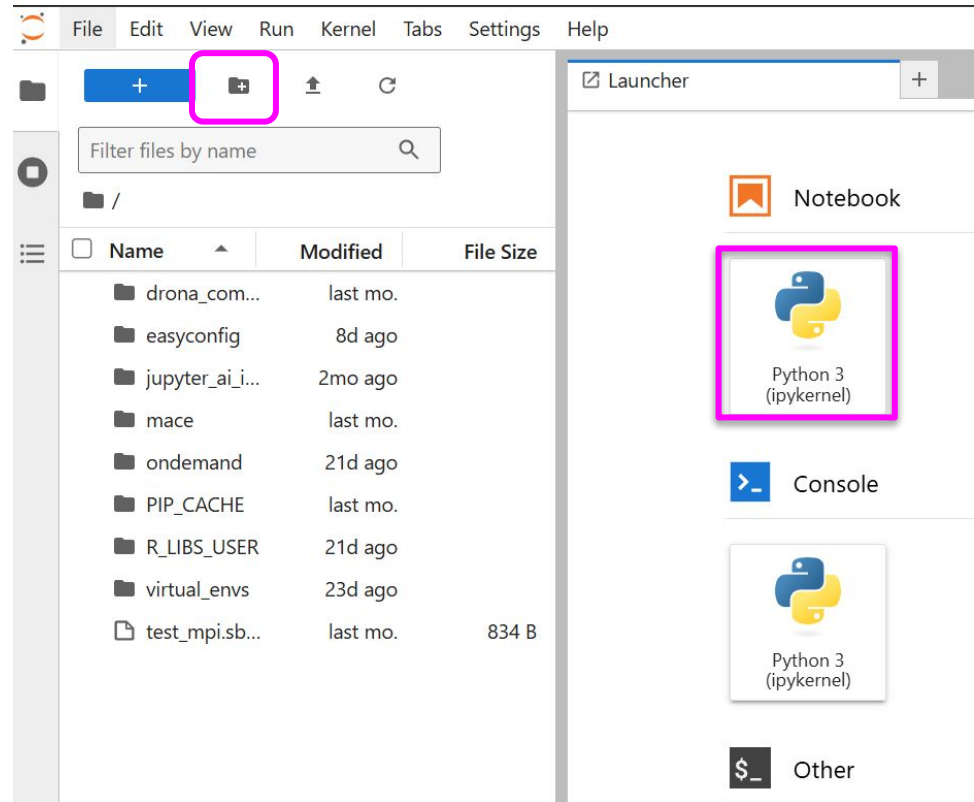 File Edit View Run Kernel Tabs Settings Help
Launcher
Filter files by name
/
Name Modified File Size
drona_com... last mo.
easyconfig 8d ago
jupyter_ai_i... 2mo ago
mace last mo.
ondemand 21d ago
PIP_CACHE last mo.
R_LIBS_USER 21d ago
virtual_envs 23d ago
test_mpi.sb... last mo. 834 B
Notebook
Python 3
(ipykernel)
Console
Python 3
(ipykernel)
$_ Other